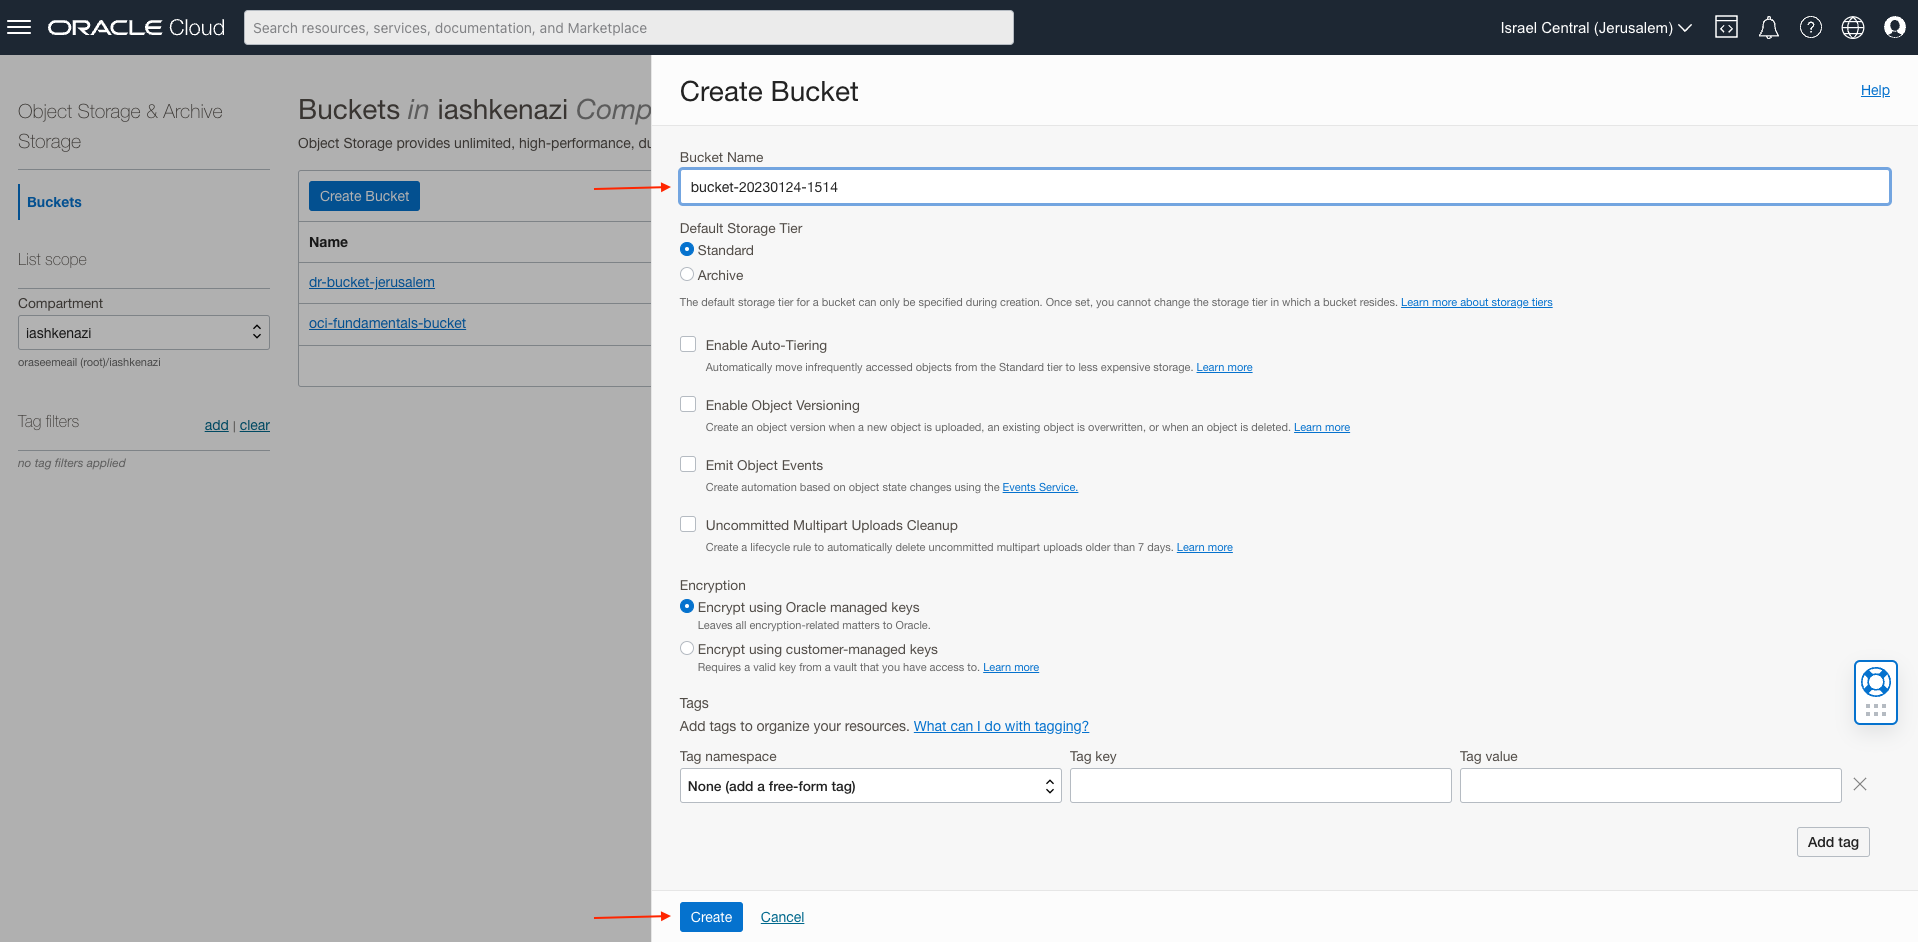 ORACLE Cloud
Search resources, services, documentation, and Marketplace
Israel Central (Jerusalem)
Object Storage & Archive
Storage
Buckets
List scope
Compartment
iashkenazi
oraseemeail (root)/iashkenazi
Tag filters
add | clear
no tag filters applied
Buckets in iashkenazi Comp
Object Storage provides unlimited, high-performance, du
Create Bucket
Name
dr-bucket-jerusalem
oci-fundamentals-bucket
Create Bucket
Help
Bucket Name
bucket-20230124-1514
Default Storage Tier
Standard
Archive
The default storage tier for a bucket can only be specified during creation. Once set, you cannot change the storage tier in which a bucket resides. Learn more about storage tiers
Enable Auto-Tiering
Automatically move infrequently accessed objects from the Standard tier to less expensive storage. Learn more
Enable Object Versioning
Create an object version when a new object is uploaded, an existing object is overwritten, or when an object is deleted. Learn more
Emit Object Events
Create automation based on object state changes using the Events Service.
Uncommitted Multipart Uploads Cleanup
Create a lifecycle rule to automatically delete uncommitted multipart uploads older than 7 days. Learn more
Encryption
Encrypt using Oracle managed keys
Leaves all encryption-related matters to Oracle.
Encrypt using customer-managed keys
Requires a valid key from a vault that you have access to. Learn more
Tags
Add tags to organize your resources. What can I do with tagging?
Tag namespace
Tag key
Tag value
None (add a free-form tag)
Add tag
Create
Cancel